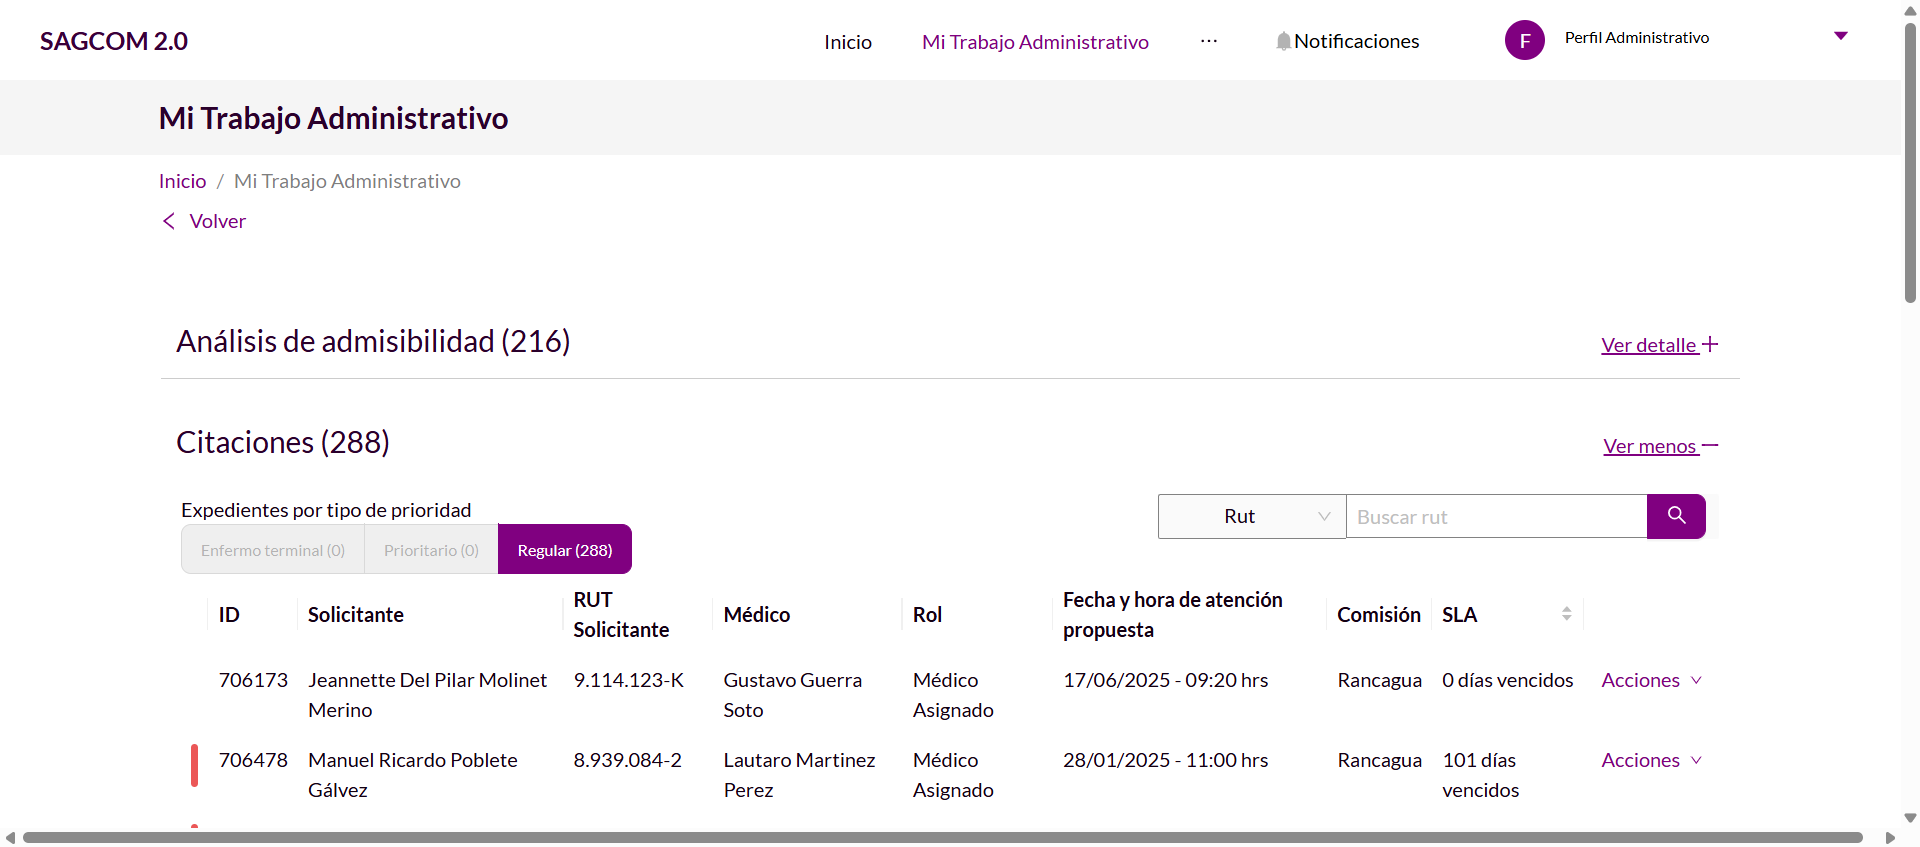 SAGCOM 2.0
Inicio
Mi Trabajo Administrativo
···
Notificaciones
F
Perfil Administrativo
Mi Trabajo Administrativo
Inicio / Mi Trabajo Administrativo
Volver
Análisis de admisibilidad (216)
Ver detalle
Citaciones (288)
Ver menos
Expedientes por tipo de prioridad
Enfermo terminal (0)
Prioritario (0)
Regular (288)
Rut
Buscar rut
ID
Solicitante
RUT
Solicitante
Médico
Rol
Fecha y hora de atención
propuesta
Comisión
SLA
706173
Jeannette Del Pilar Molinet
Merino
9.114.123-K
Gustavo Guerra
Soto
Médico
Asignado
17/06/2025 - 09:20 hrs
Rancagua
0 días vencidos
Acciones
706478
Manuel Ricardo Poblete
Gálvez
8.939.084-2
Lautaro Martinez
Perez
Médico
Asignado
28/01/2025 - 11:00 hrs
Rancagua
101 días
vencidos
Acciones